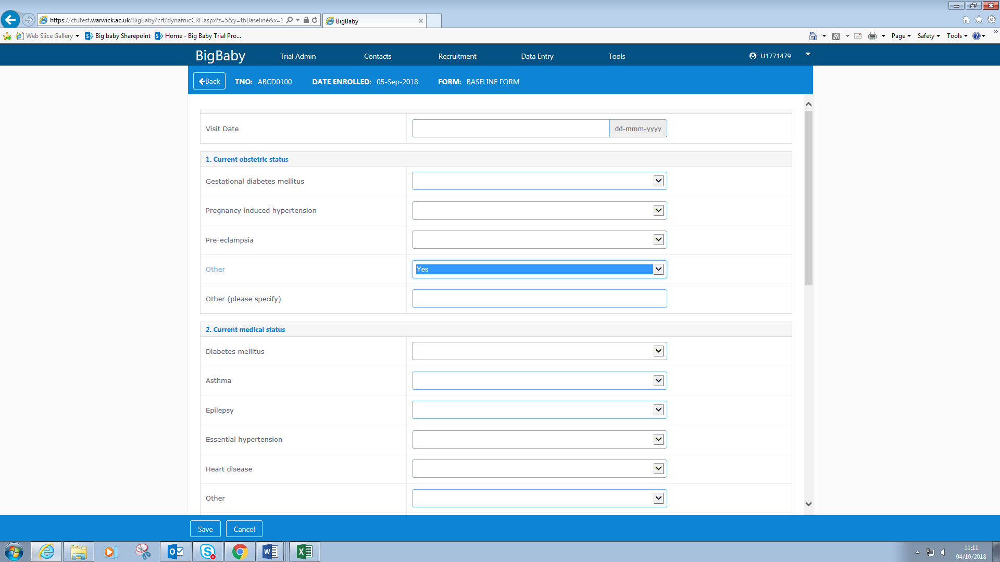 https://ctutest.warwick.ac.uk/BigBaby/crf/dynamicCRF.aspx?z=5&y=tbBaseline&x=1
BigBaby
Web Slice Gallery
Big baby Sharepoint
Home - Big Baby Trial Pro...
Page
Safety
Tools
BigBaby
Trial Admin
Contacts
Recruitment
Data Entry
Tools
U1771479
Back
TNO: ABCD0100
DATE ENROLLED: 05-Sep-2018
FORM: BASELINE FORM
Visit Date
dd-mmm-yyyy
1. Current obstetric status
Gestational diabetes mellitus
Pregnancy induced hypertension
Pre-eclampsia
Other
Yes
Other (please specify)
2. Current medical status
Diabetes mellitus
Asthma
Epilepsy
Essential hypertension
Heart disease
Other
Save
Cancel
11:11
04/10/2018